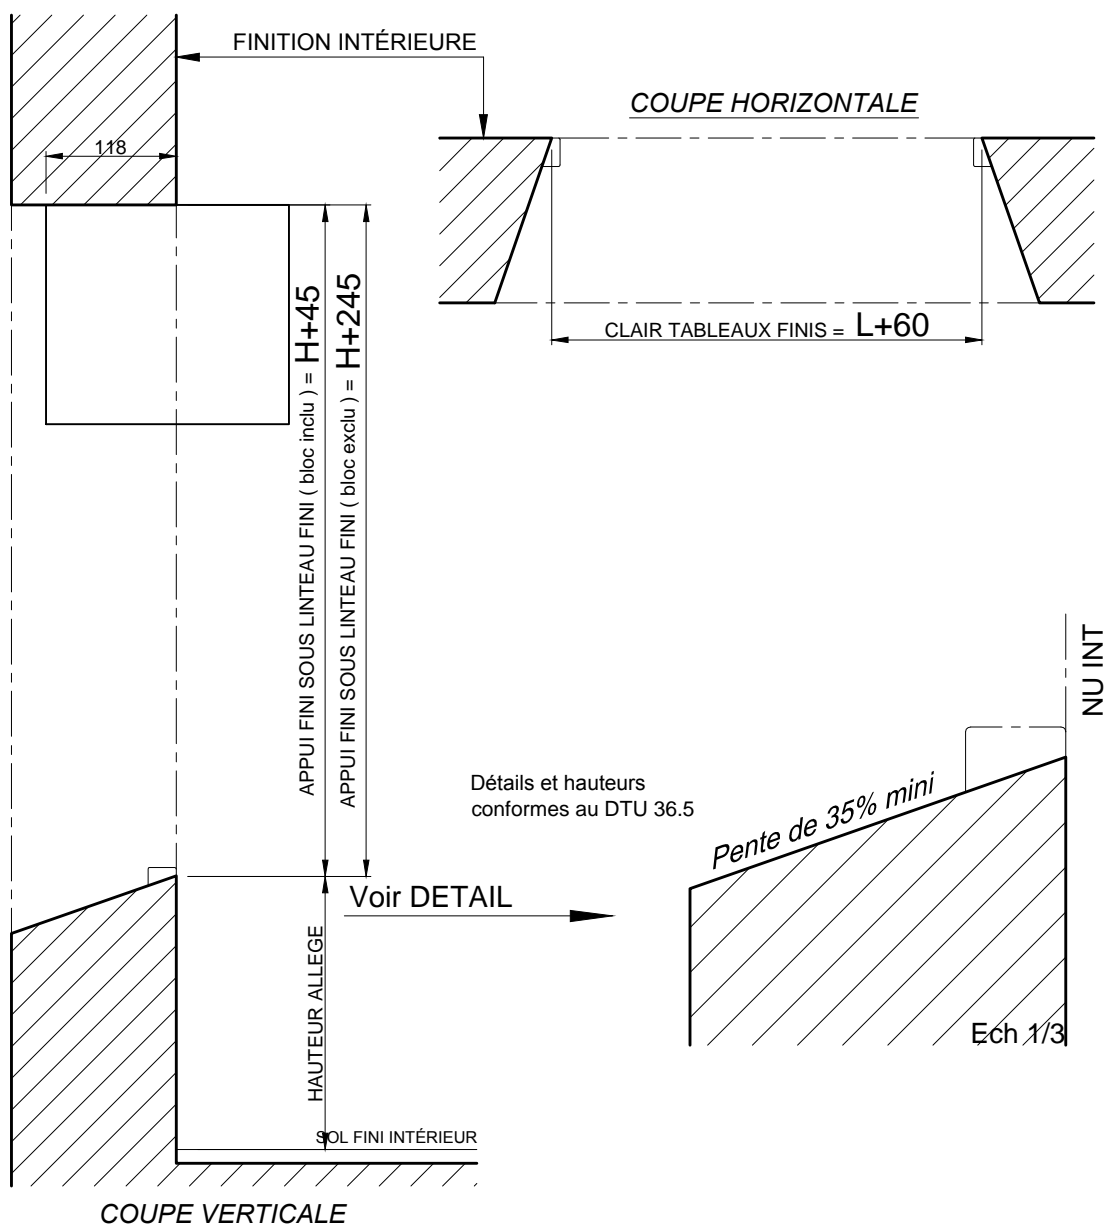 FINITION INTÉRIEURE
COUPE HORIZONTALE
118
CLAIR TABLEAUX FINIS = L+60
APPUI FINI SOUS LINTEAU FINI ( bloc inclu ) = H+45
APPUI FINI SOUS LINTEAU FINI ( bloc exclu ) = H+245
NU INT
Détails et hauteurs
conformes au DTU 36.5
Pente de 35% mini
Voir DETAIL
HAUTEUR ALLEGE
Ech 1/3
SOL FINI INTÉRIEUR
COUPE VERTICALE